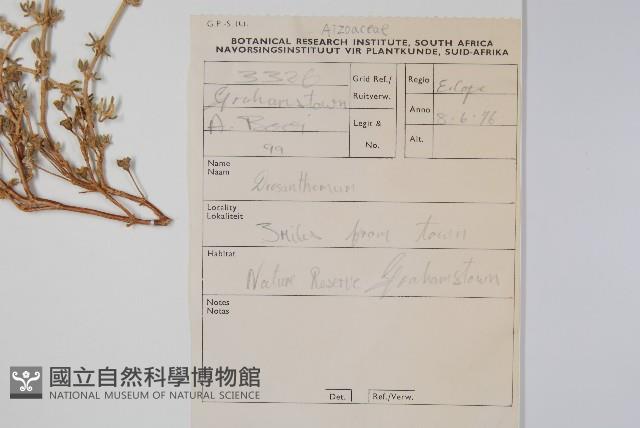 G.P.-S. (L).
Aizoaceae
BOTANICAL RESEARCH INSTITUTE, SOUTH AFRICA
NAVORSINGSINSTITUUT VIR PLANTKUNDE, SUID-AFRIKA
3326
Grahamstown
A.
99
Grid Ref./
Ruitverw.
Legit &
No.
Regio E. Cape
Anno 8-6-76
Alt.
Name
Naam
Drosanthemum
Locality
Lokaliteit
3 Miles from town
Habitat
Nature Reserve Grahamstown
Notes
Notas
Det. Ref./Verw.
國立自然科學博物館
NATIONAL MUSEUM OF NATURAL SCIENCE